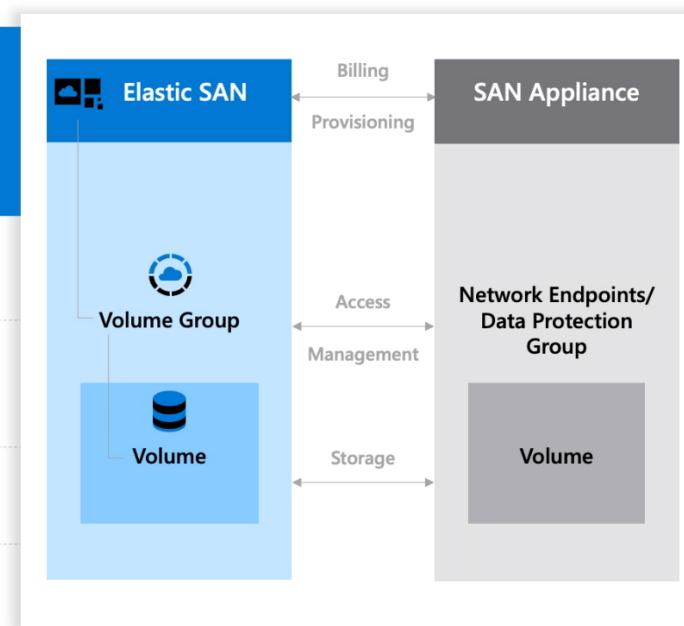 Elastic SAN
Billing
Provisioning
SAN Appliance
Volume Group
Access
Management
Network Endpoints/
Data Protection
Group
Volume
Storage
Volume